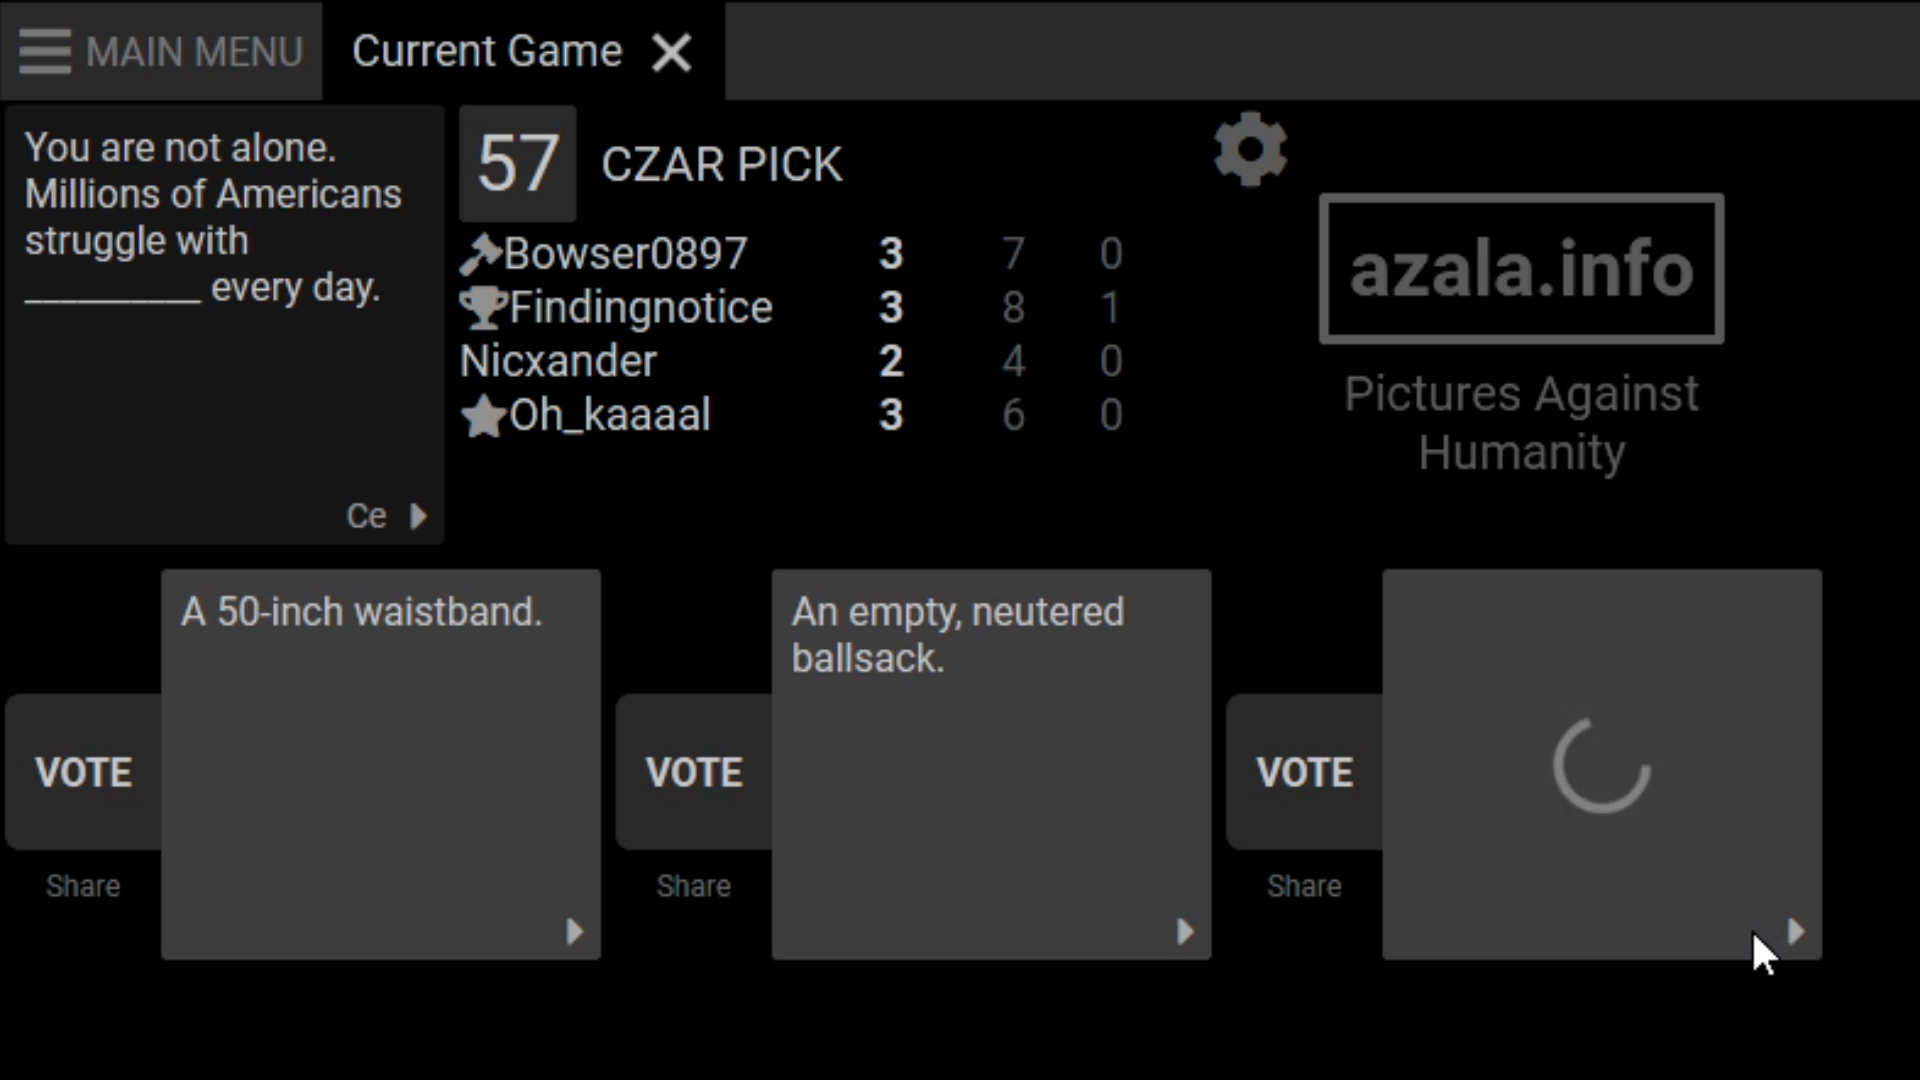 MAIN MENU
Current Game
You are not alone.
Millions of Americans
struggle with
__________ every day.
Ce
57
CZAR PICK
Bowser0897 3 7 0
Findingnotice 3 8 1
Nicxander 2 4 0
Oh_kaaaal 3 6 0
azala.info
Pictures Against
Humanity
A 50-inch waistband.
VOTE
Share
An empty, neutered
ballsack.
VOTE
Share
VOTE
Share